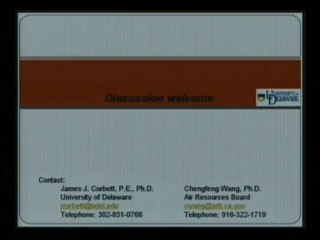 Discussion welcome
UNIVERSITY OF DELAWARE
Contact:
James J. Corbett, P.E., Ph.D.
University of Delaware
jcorbett@udel.edu
Telephone: 302-831-0768
Chengfeng Wang, Ph.D.
Air Resources Board
cwang@arb.ca.gov
Telephone: 916-322-1719